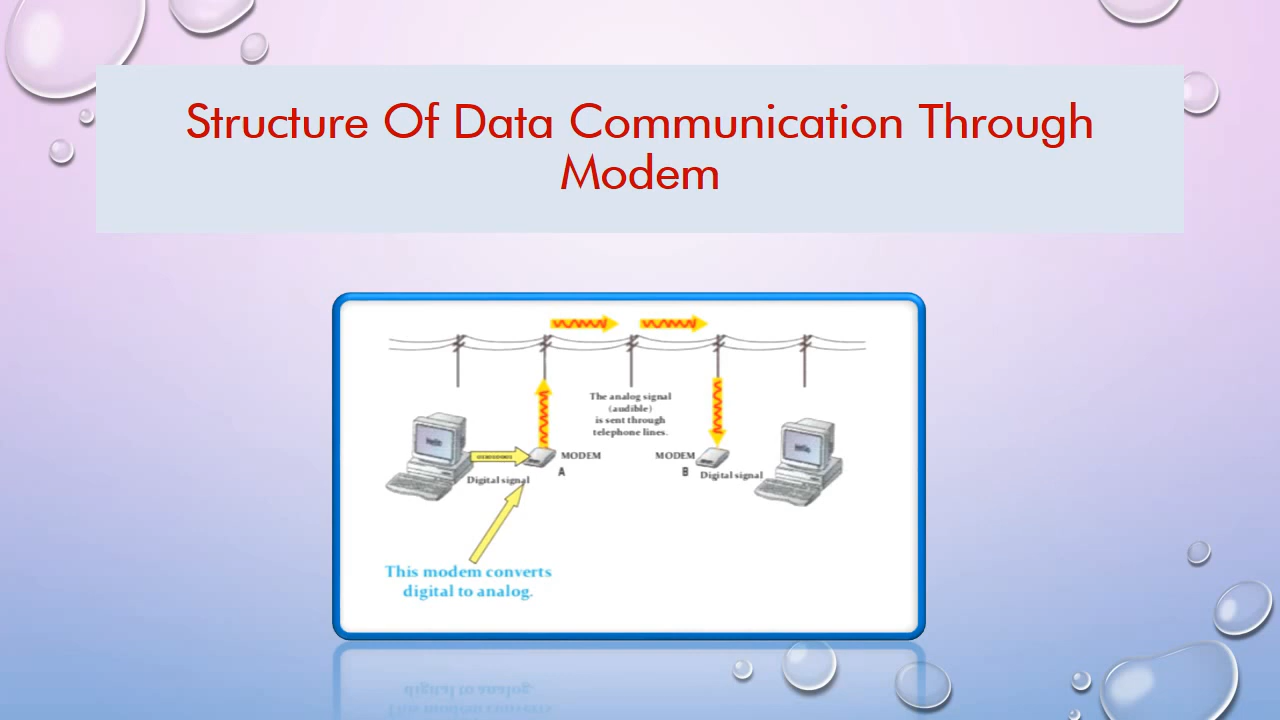 Structure Of Data Communication Through
Modem
The analog signal
(audible)
is sent through
telephone lines.
MODEM
A
MODEM
B
Digital signal
Digital signal
This modem converts
digital to analog.